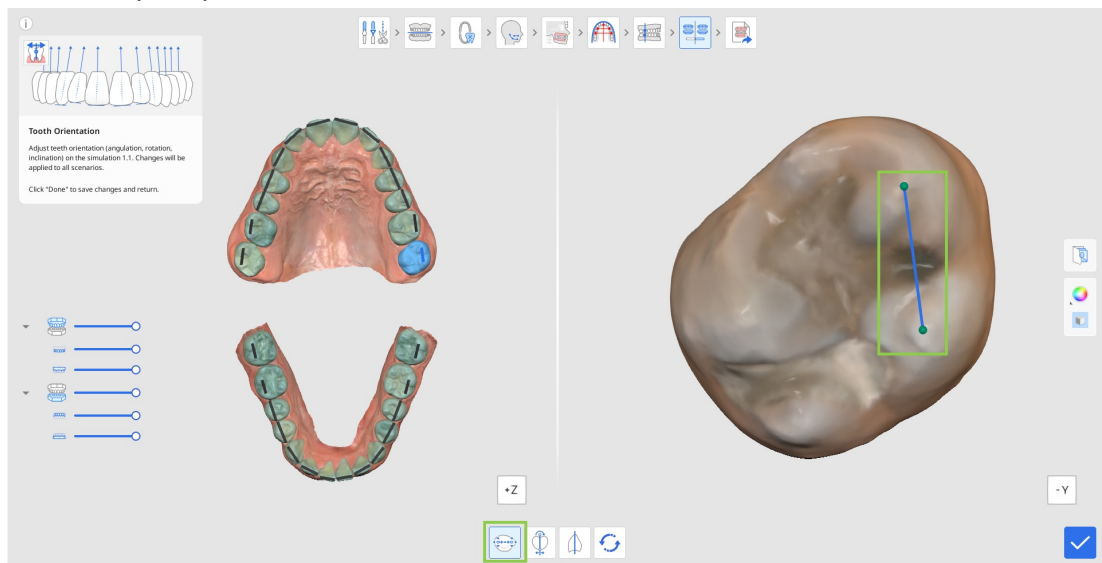 Tooth Orientation
Adjust teeth orientation (angulation, rotation,
inclination) on the simulation 1.1. Changes will be
applied to all scenarios.
Click "Done" to save changes and return.
+Z
-Y